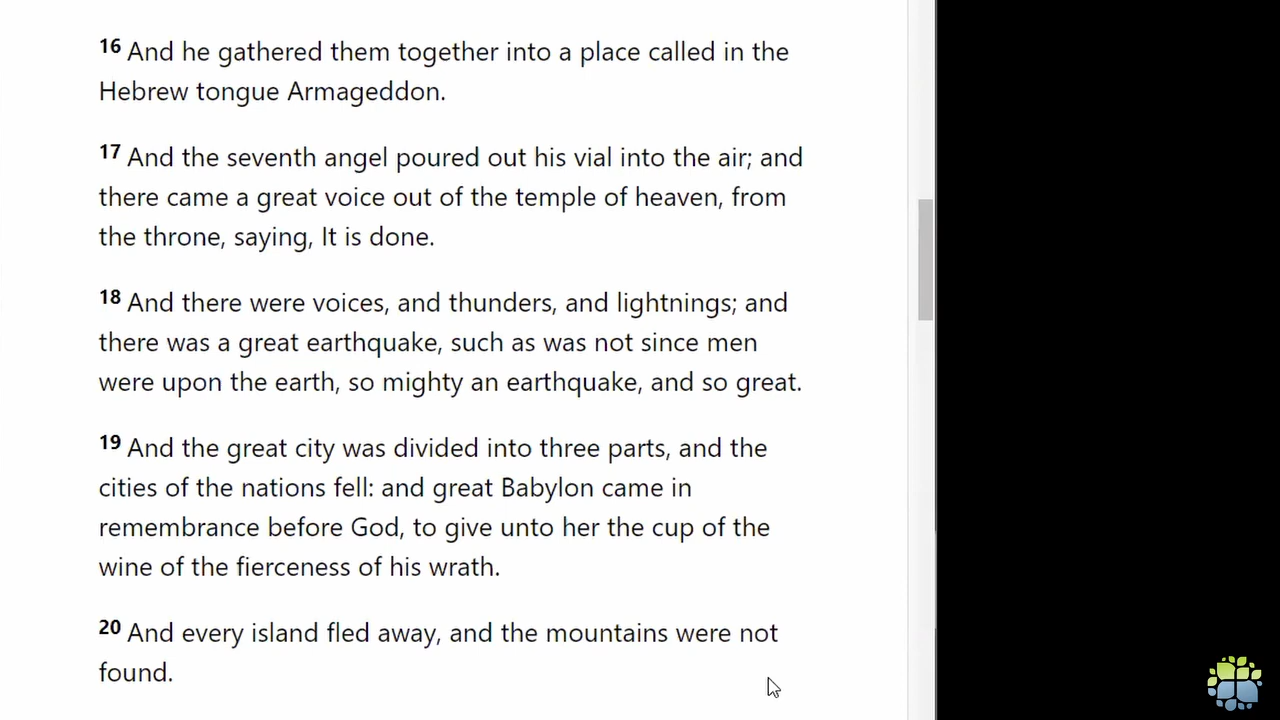 16 And he gathered them together into a place called in the
Hebrew tongue Armageddon.
17 And the seventh angel poured out his vial into the air; and
there came a great voice out of the temple of heaven, from
the throne, saying, It is done.
18 And there were voices, and thunders, and lightnings; and
there was a great earthquake, such as was not since men
were upon the earth, so mighty an earthquake, and so great.
19 And the great city was divided into three parts, and the
cities of the nations fell: and great Babylon came in
remembrance before God, to give unto her the cup of the
wine of the fierceness of his wrath.
20 And every island fled away, and the mountains were not
found.